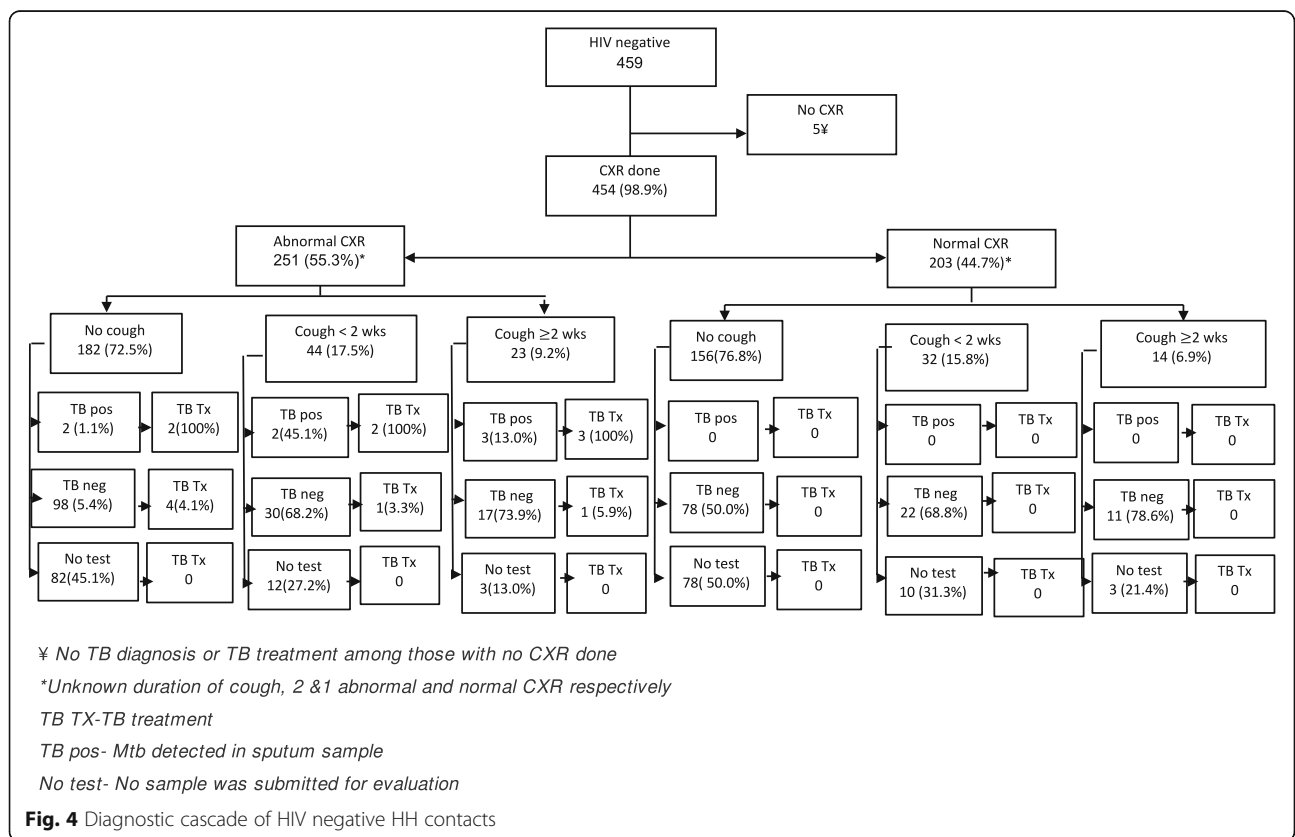 HIV negative
459
No CXR
5¥
CXR done
454 (98.9%)
Abnormal CXR
251 (55.3%)*
Normal CXR
203 (44.7%)*
No cough
182 (72.5%)
Cough < 2 wks
44 (17.5%)
Cough ≥2 wks
23 (9.2%)
No cough
156(76.8%)
Cough < 2 wks
32 (15.8%)
Cough ≥2 wks
14 (6.9%)
TB pos
2 (1.1%)
TB Tx
2(100%)
TB pos
2(45.1%)
TB Tx
2 (100%)
TB pos
3(13.0%)
TB Tx
3 (100%)
TB pos
0
TB Tx
0
TB pos
0
TB Tx
0
TB pos
0
TB Tx
0
TB neg
98 (5.4%)
TB Tx
4(4.1%)
TB neg
30(68.2%)
TB Tx
1(3.3%)
TB neg
17(73.9%)
TB Tx
1 (5.9%)
TB neg
78 (50.0%)
TB Tx
0
TB neg
22 (68.8%)
TB Tx
0
TB neg
11 (78.6%)
TB Tx
0
No test
82(45.1%)
TB Tx
0
No test
12(27.2%)
TB Tx
0
No test
3(13.0%)
TB Tx
0
No test
78( 50.0%)
TB Tx
0
No test
10 (31.3%)
TB Tx
0
No test
3 (21.4%)
TB Tx
0
¥ No TB diagnosis or TB treatment among those with no CXR done
*Unknown duration of cough, 2 &1 abnormal and normal CXR respectively
TB TX-TB treatment
TB pos- Mtb detected in sputum sample
No test- No sample was submitted for evaluation
Fig. 4 Diagnostic cascade of HIV negative HH contacts